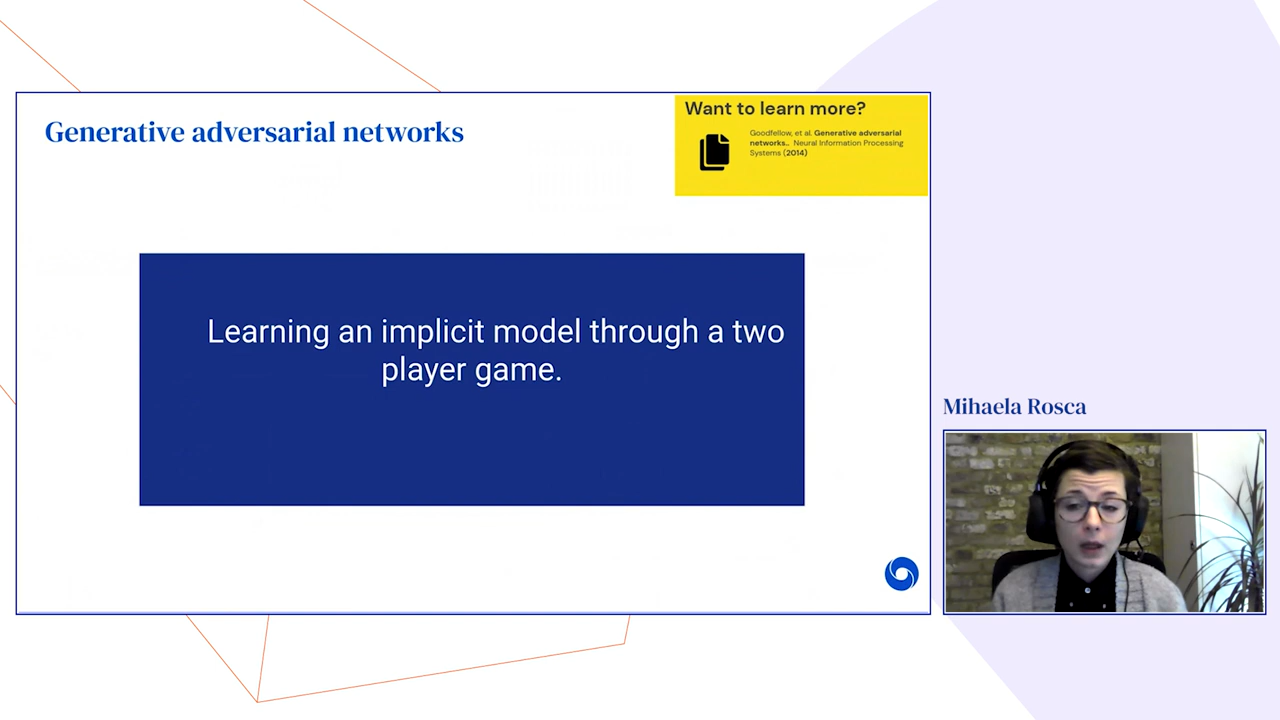 Generative adversarial networks
Want to learn more?
Goodfellow, et al. Generative adversarial
networks.. Neural Information Processing
Systems (2014)
Learning an implicit model through a two
player game.
Mihaela Rosca